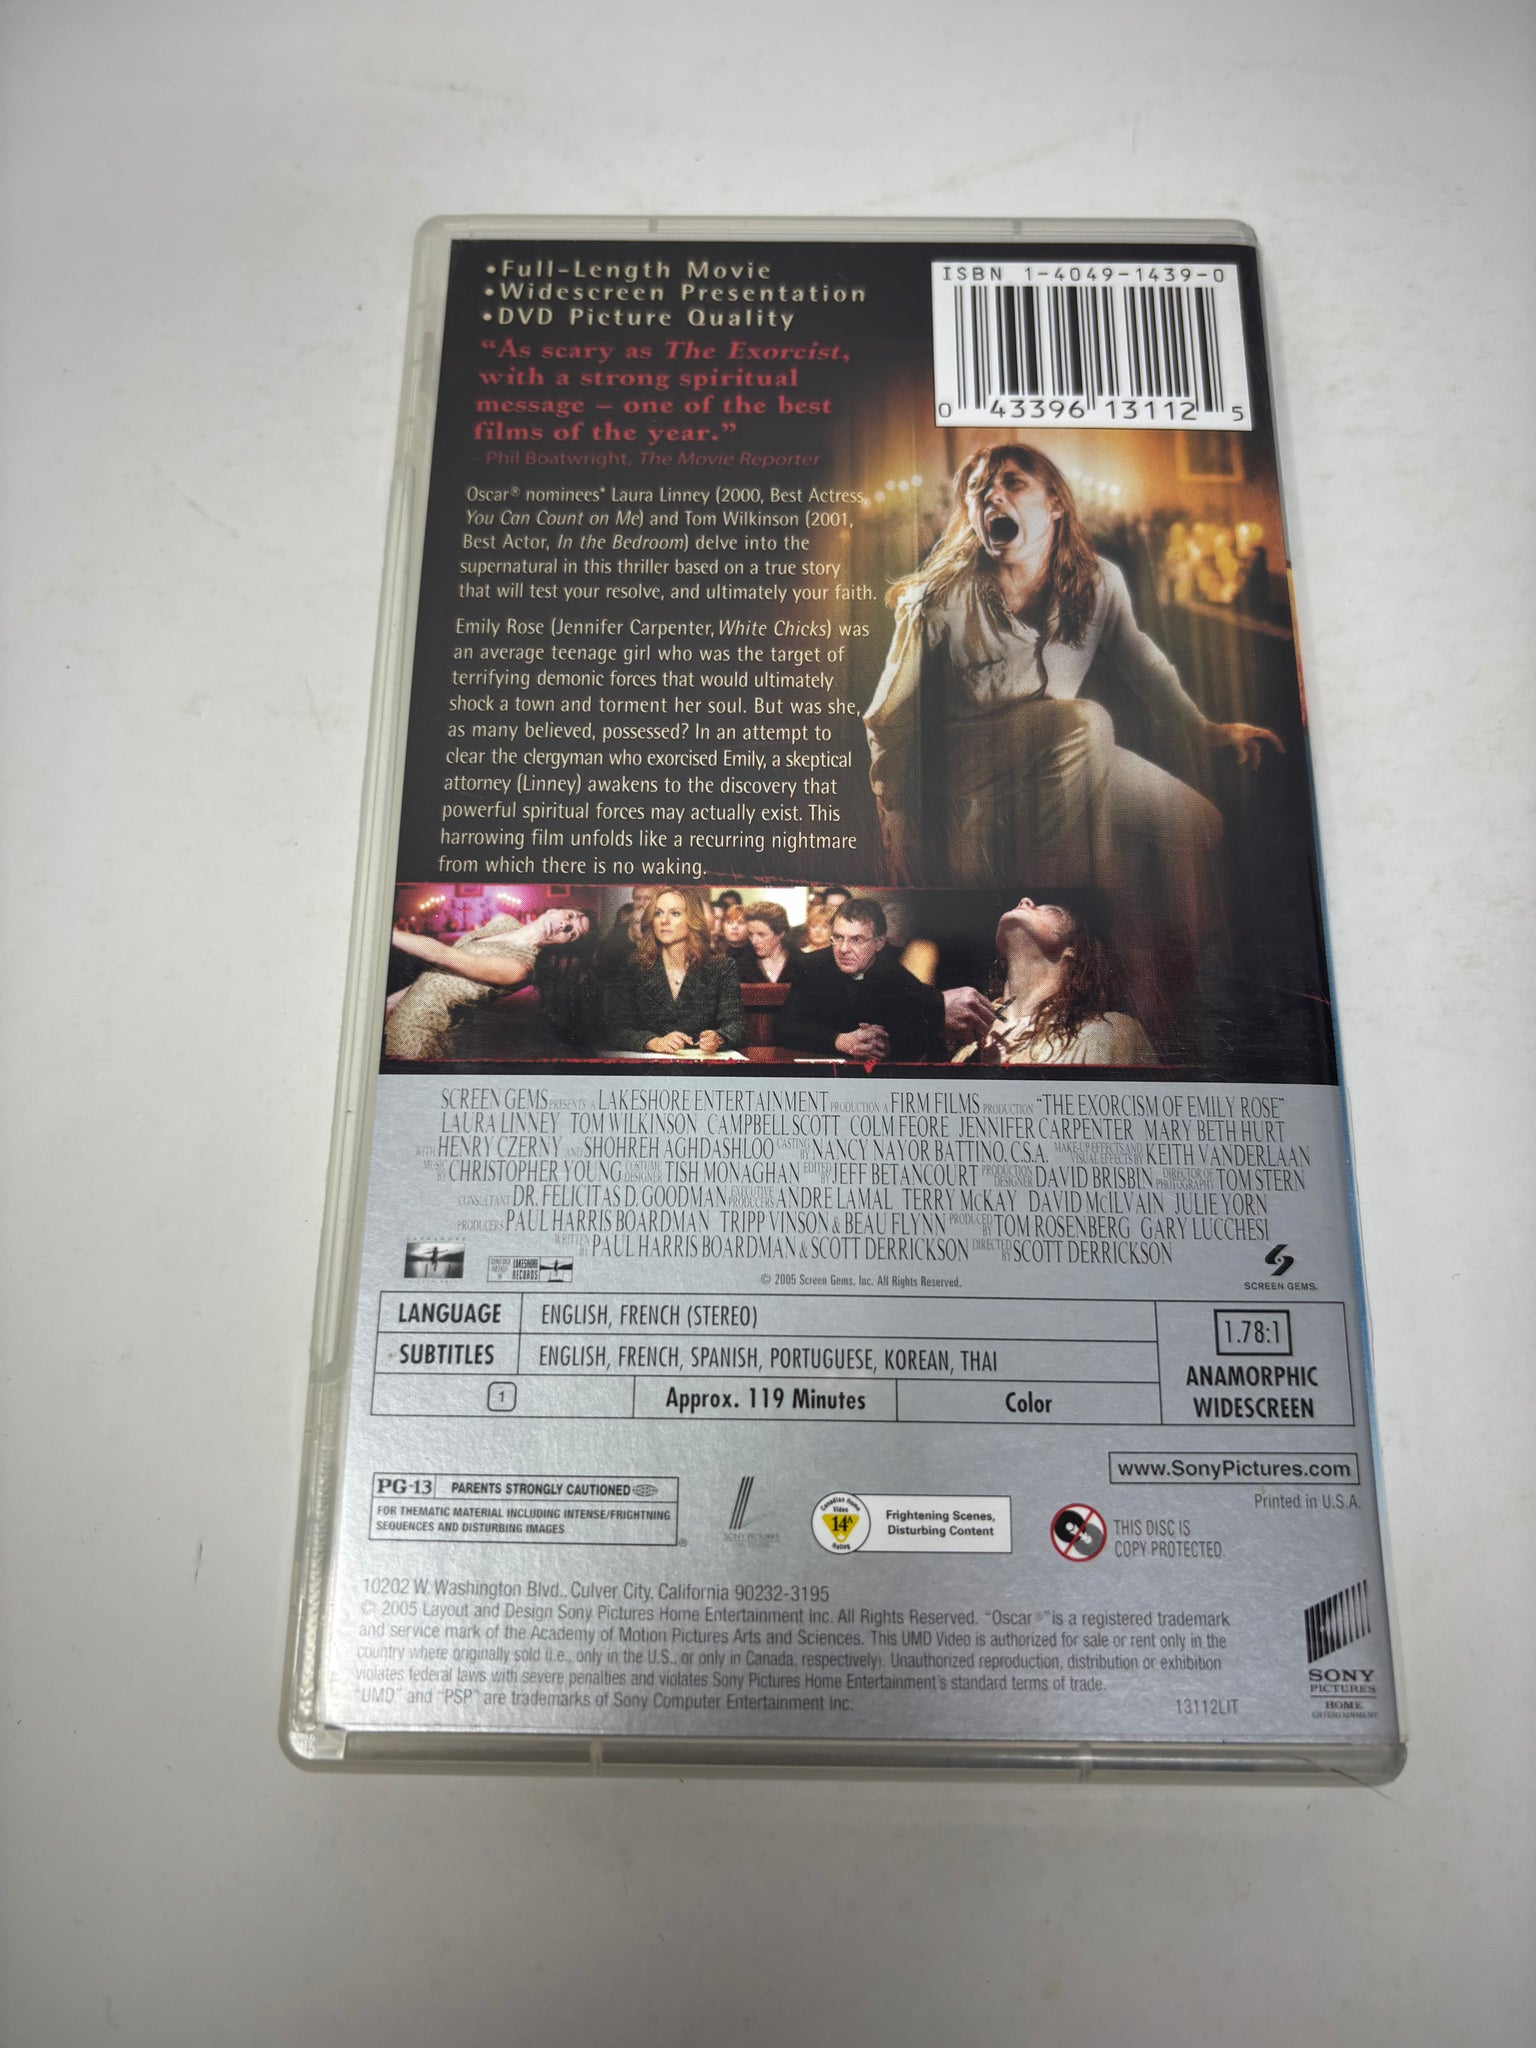 •Full-Length Movie
•Widescreen Presentation
•DVD Picture Quality
ISBN 1-4049-1439-0
0 43396 13112 5
“As scary as The Exorcist,
with a strong spiritual
message – one of the best
films of the year.”
- Phil Boatwright, The Movie Reporter
Oscar® nominees* Laura Linney (2000, Best Actress,
You Can Count on Me) and Tom Wilkinson (2001,
Best Actor, In the Bedroom) delve into the
supernatural in this thriller based on a true story
that will test your resolve, and ultimately your faith.
Emily Rose (Jennifer Carpenter, White Chicks) was
an average teenage girl who was the target of
terrifying demonic forces that would ultimately
shock a town and torment her soul. But was she,
as many believed, possessed? In an attempt to
clear the clergyman who exorcised Emily, a skeptical
attorney (Linney) awakens to the discovery that
powerful spiritual forces may actually exist. This
harrowing film unfolds like a recurring nightmare
from which there is no waking.
SCREEN GEMS PRESENTS A LAKESHORE ENTERTAINMENT PRODUCTION A FIRM FILMS PRODUCTION “THE EXORCISM OF EMILY ROSE”
LAURA LINNEY TOM WILKINSON CAMPBELL SCOTT COLM FEORE JENNIFER CARPENTER MARY BETH HURT
WITH HENRY CZERNY AND SHOHREH AGHDASHLOO CASTING BY NANCY NAYOR BATTINO, C.S.A. MAKE-UP EFFECTS AND VISUAL EFFECTS BY KEITH VANDERLAAN
MUSIC BY CHRISTOPHER YOUNG COSTUME DESIGNER TISH MONAGHAN EDITED BY JEFF BETANCOURT PRODUCTION DESIGNER DAVID BRISBIN DIRECTOR OF PHOTOGRAPHY TOM STERN
CONSULTANT DR. FELICITAS D. GOODMAN EXECUTIVE PRODUCERS ANDRE LAMAL TERRY McKAY DAVID McILVAIN JULIE YORN
PRODUCERS PAUL HARRIS BOARDMAN TRIPP VINSON & BEAU FLYNN PRODUCED BY TOM ROSENBERG GARY LUCCHESI
WRITTEN BY PAUL HARRIS BOARDMAN & SCOTT DERRICKSON DIRECTED BY SCOTT DERRICKSON
LAKESHORE
RECORDS
© 2005 Screen Gems, Inc. All Rights Reserved.
SCREEN GEMS.
LANGUAGE ENGLISH, FRENCH (STEREO)
SUBTITLES ENGLISH, FRENCH, SPANISH, PORTUGUESE, KOREAN, THAI
1 Approx. 119 Minutes Color
1.78:1
ANAMORPHIC
WIDESCREEN
www.SonyPictures.com
Printed in U.S.A.
PG-13 PARENTS STRONGLY CAUTIONED
FOR THEMATIC MATERIAL INCLUDING INTENSE/FRIGHTNING
SEQUENCES AND DISTURBING IMAGES
®
SONY PICTURES
Canadian Home
Video
14A
Rating
Frightening Scenes,
Disturbing Content
THIS DISC IS
COPY PROTECTED.
10202 W. Washington Blvd., Culver City, California 90232-3195
© 2005 Layout and Design Sony Pictures Home Entertainment Inc. All Rights Reserved. “Oscar®” is a registered trademark
and service mark of the Academy of Motion Pictures Arts and Sciences. This UMD Video is authorized for sale or rent only in the
country where originally sold (i.e., only in the U.S., or only in Canada, respectively). Unauthorized reproduction, distribution or exhibition
violates federal laws with severe penalties and violates Sony Pictures Home Entertainment's standard terms of trade.
“UMD” and “PSP” are trademarks of Sony Computer Entertainment Inc.
13112LIT
SONY
PICTURES
HOME
ENTERTAINMENT